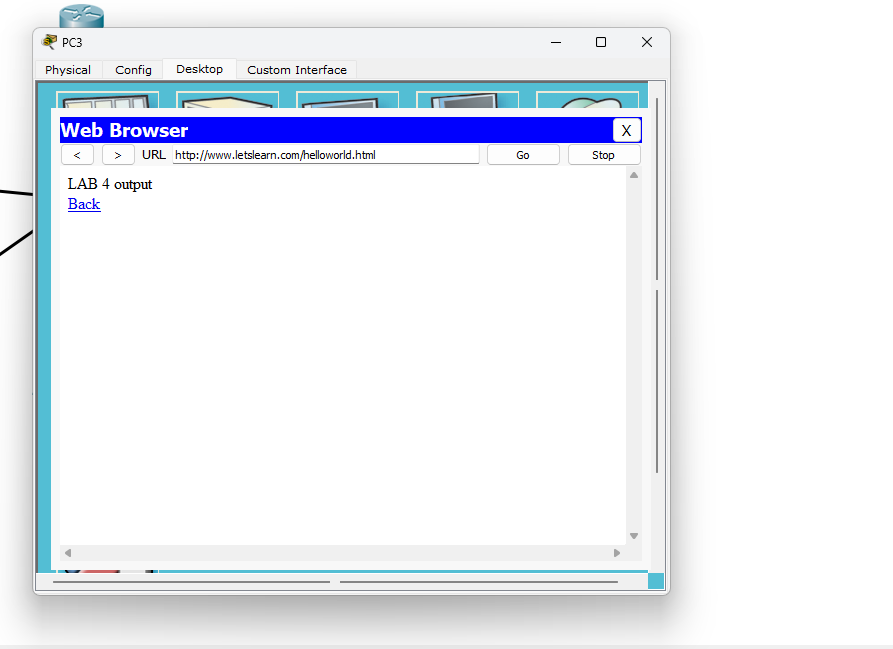 PC3
Physical Config Desktop Custom Interface
Web Browser X
< > URL http://www.letslearn.com/helloworld.html Go Stop
LAB 4 output
Back